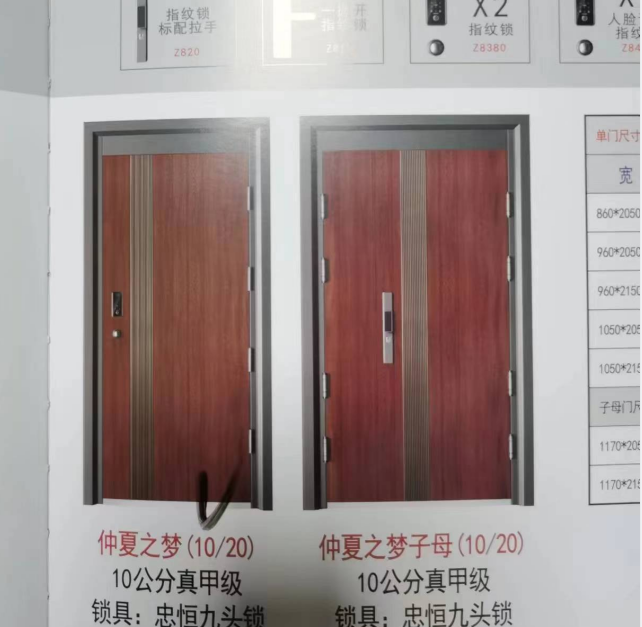 指纹锁
标配拉手
Z820
开
锁
X2
指纹锁
Z8380
人脸
指纹
Z84
单门尺寸
宽
860*2050
960*2050
960*2150
1050*205
1050*215
子母门尺
1170*205
1170*215
仲夏之梦(10/20)
10公分真甲级
锁具：忠恒九头锁
仲夏之梦子母(10/20)
10公分真甲级
锁具：忠恒九头锁